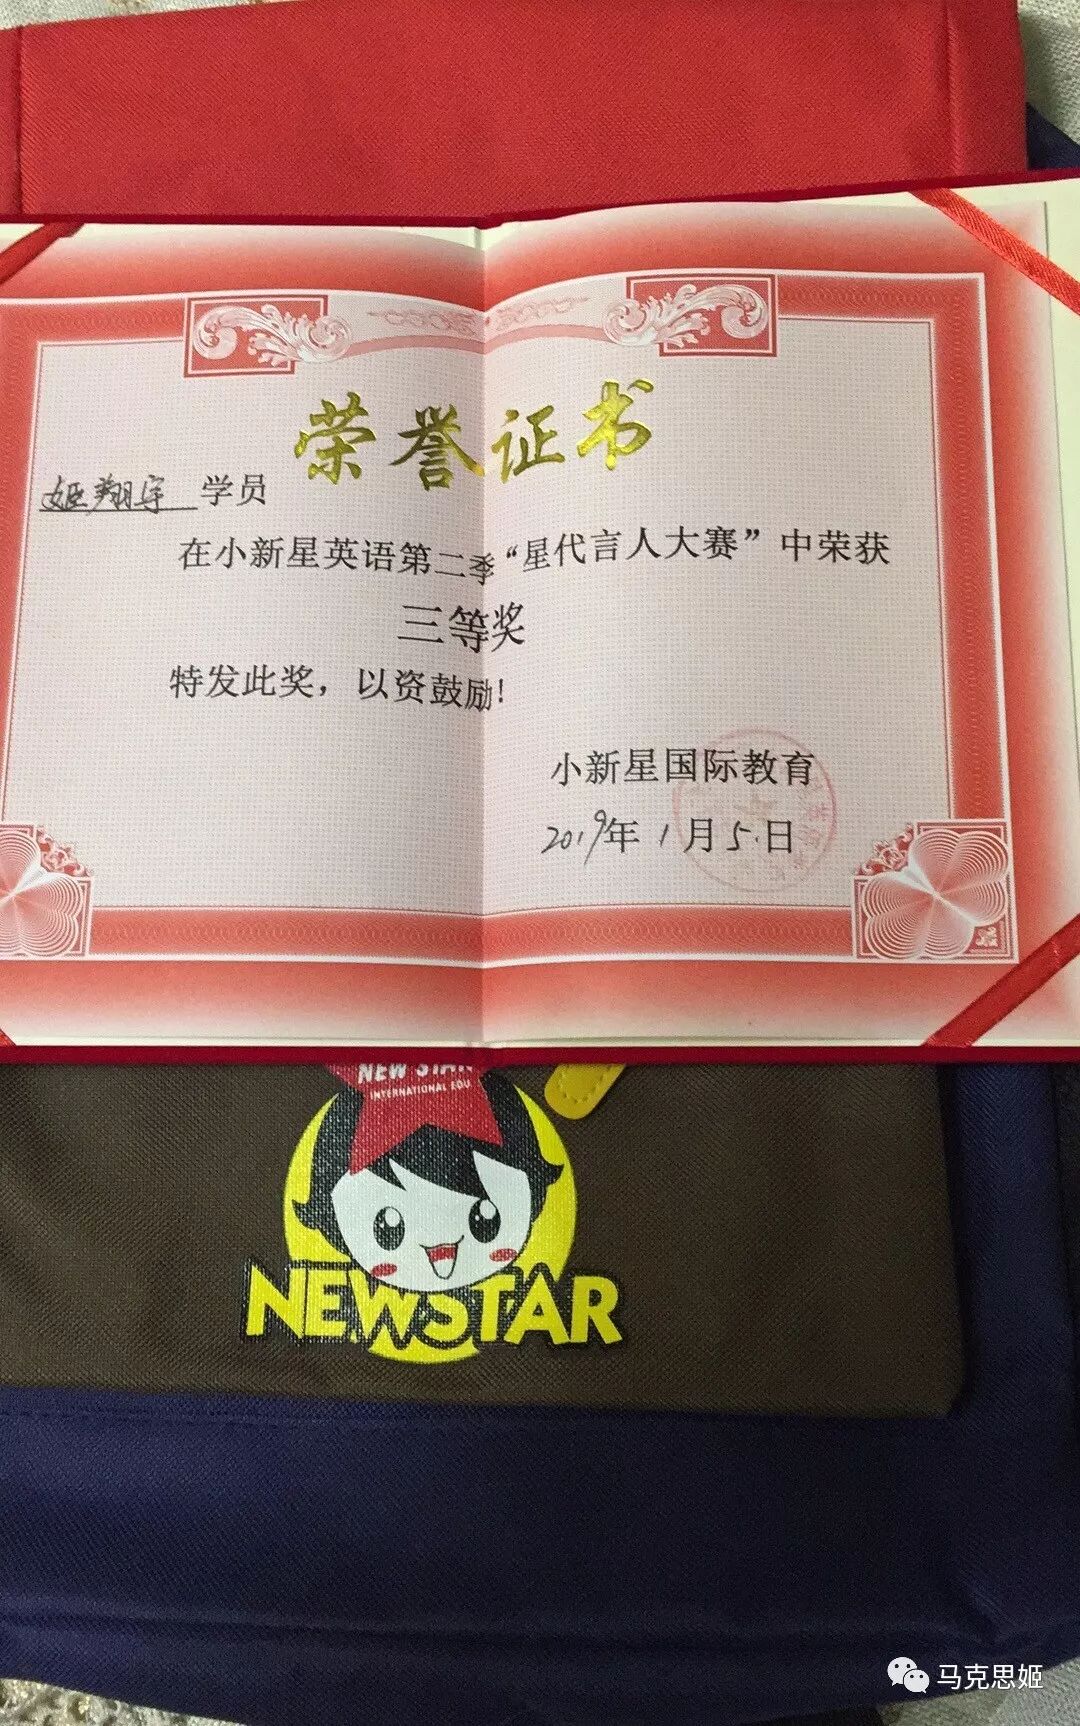 荣誉证书
姬翔宇 学员
在小新星英语第二季“星代言人大赛”中荣获
三等奖
特发此奖，以资鼓励！
小新星国际教育
2019年1月5日
NEW STAR
INTERNATIONAL EDU.
NEWSTAR
马克思姬